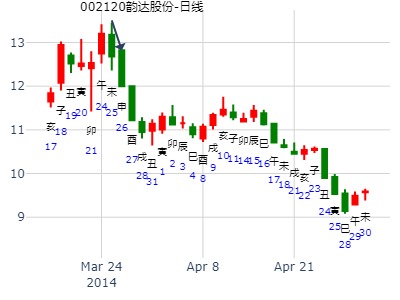 002120韵达股份-日线
13
12
11
10
9
亥
17
子
18
丑
19
寅
20
卯
21
午
24
未
25
申
26
酉
27
戌
28
丑
31
寅
1
卯
2
辰
3
巳
4
酉
8
戌
9
亥
10
子
11
卯
14
辰
15
巳
16
午
17
未
18
戌
21
亥
22
子
23
丑
24
寅
25
巳
28
午
29
未
30
Mar 24
2014
Apr 8
Apr 21